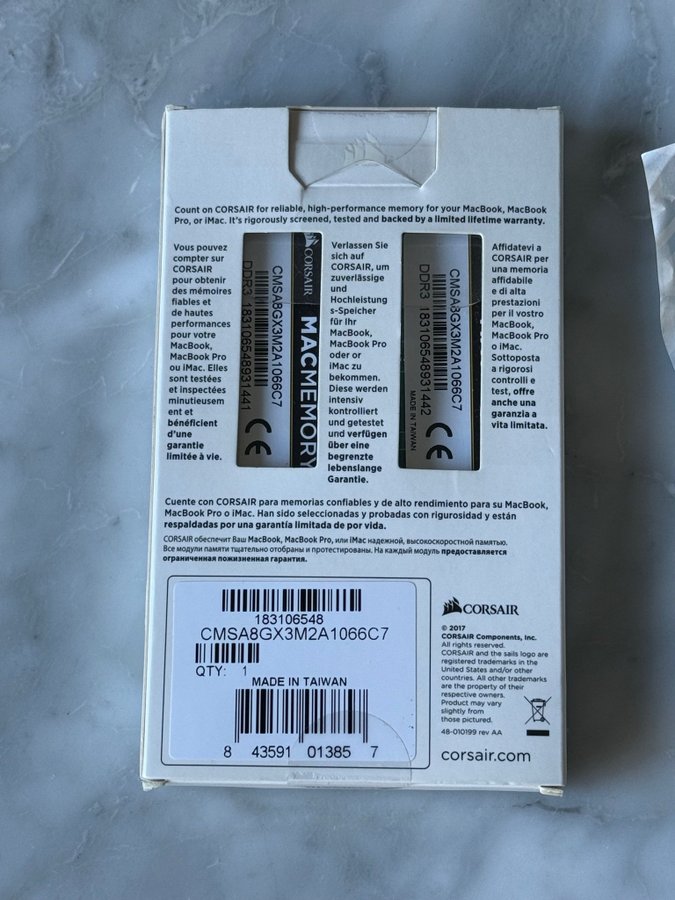 Count on CORSAIR for reliable, high-performance memory for your MacBook, MacBook
Pro, or iMac. It's rigorously screened, tested and backed by a limited lifetime warranty.
Vous pouvez
compter sur
CORSAIR
pour obtenir
des mémoires
fiables et
de hautes
performances
pour votre
MacBook,
MacBook Pro
ou iMac. Elles
sont testées
et inspectées
minutieusem
ent et
bénéficient
d'une
garantie
limitée à vie.
CORSAIR
MACMEMORY
CMSA8GX3M2A1066C7
DDR3 183106548931441
CE
Verlassen Sie
sich auf
CORSAIR, um
zuverlässige
und
Hochleistung
s-Speicher
für Ihr
MacBook,
MacBook Pro
oder or
iMac zu
bekommen.
Diese werden
intensiv
kontrolliert
und getestet
und verfügen
über eine
begrenzte
lebenslange
Garantie.
CMSA8GX3M2A1066C7
DDR3 183106548931442
MADE IN TAIWAN
CE
Affidatevi a
CORSAIR per
una memoria
affidabile
e di alta
prestazioni
per il vostro
MacBook,
MacBook Pro
o iMac.
Sottoposta
a rigorosi
controlli e
test, offre
anche una
garanzia a
vita limitata.
Cuente con CORSAIR para memorias confiables y de alto rendimiento para su MacBook,
MacBook Pro o iMac. Han sido seleccionadas y probadas con rigurosidad y están
respaldadas por una garantía limitada de por vida.
CORSAIR обеспечит Ваш MacBook, MacBook Pro, или iMac надежной, высокоскоростной памятью.
Все модули памяти тщательно отобраны и протестированы. На каждый модуль предоставляется
ограниченная пожизненная гарантия.
183106548
CMSA8GX3M2A1066C7
QTY: 1
MADE IN TAIWAN
8 43591 01385 7
CORSAIR
© 2017
CORSAIR Components, Inc.
All rights reserved.
CORSAIR and the sails logo are
registered trademarks in the
United States and/or other
countries. All other trademarks
are the property of their
respective owners.
Product may vary
slightly from
those pictured.
48-010199 rev AA
corsair.com